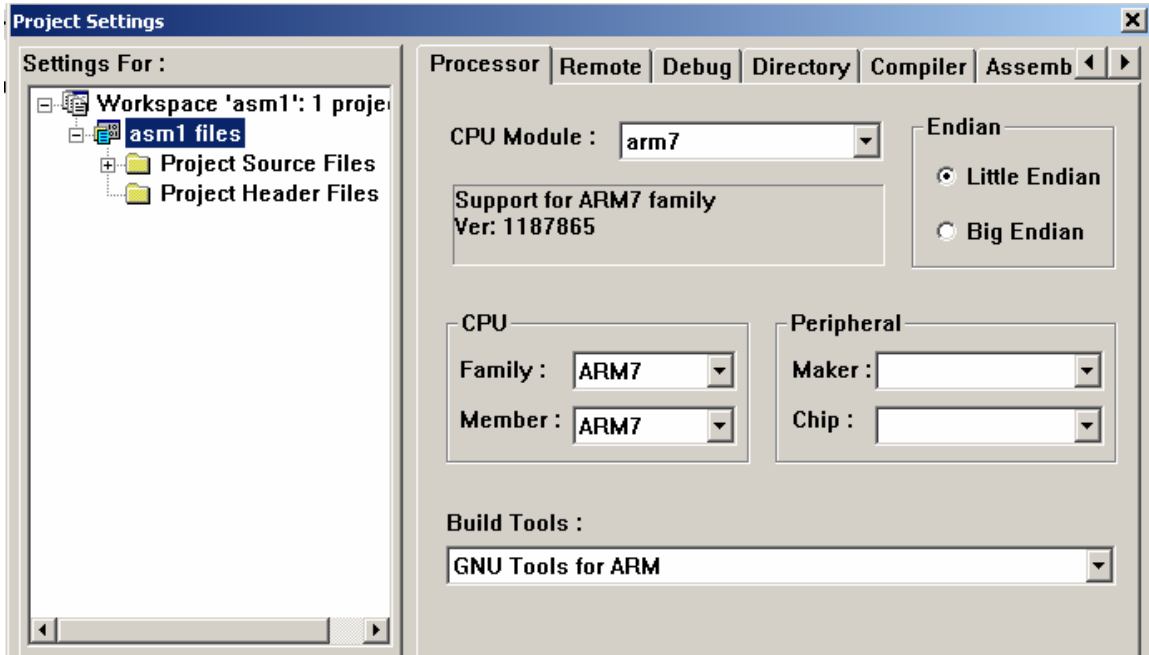 Project Settings
Settings For :
Workspace 'asm1': 1 proje
asm1 files
Project Source Files
Project Header Files
Processor
Remote
Debug
Directory
Compiler
Assemb
CPU Module :
arm7
Support for ARM7 family
Ver: 1187865
Endian
Little Endian
Big Endian
CPU
Family :
ARM7
Member :
ARM7
Peripheral
Maker :
Chip :
Build Tools :
GNU Tools for ARM